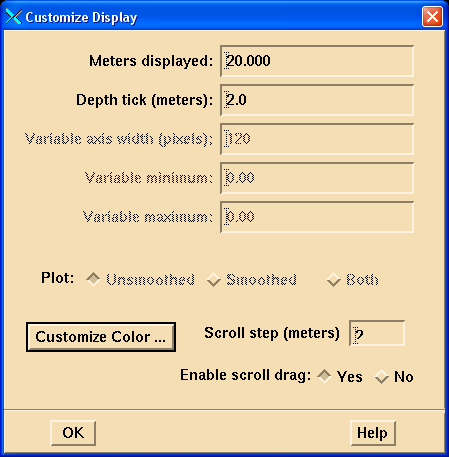 Customize Display
Meters displayed: 20.000
Depth tick (meters): 2.0
Variable axis width (pixels): 120
Variable minimum: 0.00
Variable maximum: 0.00
Plot: Unsmoothed Smoothed Both
Customize Color ... Scroll step (meters) 2
Enable scroll drag: Yes No
OK Help